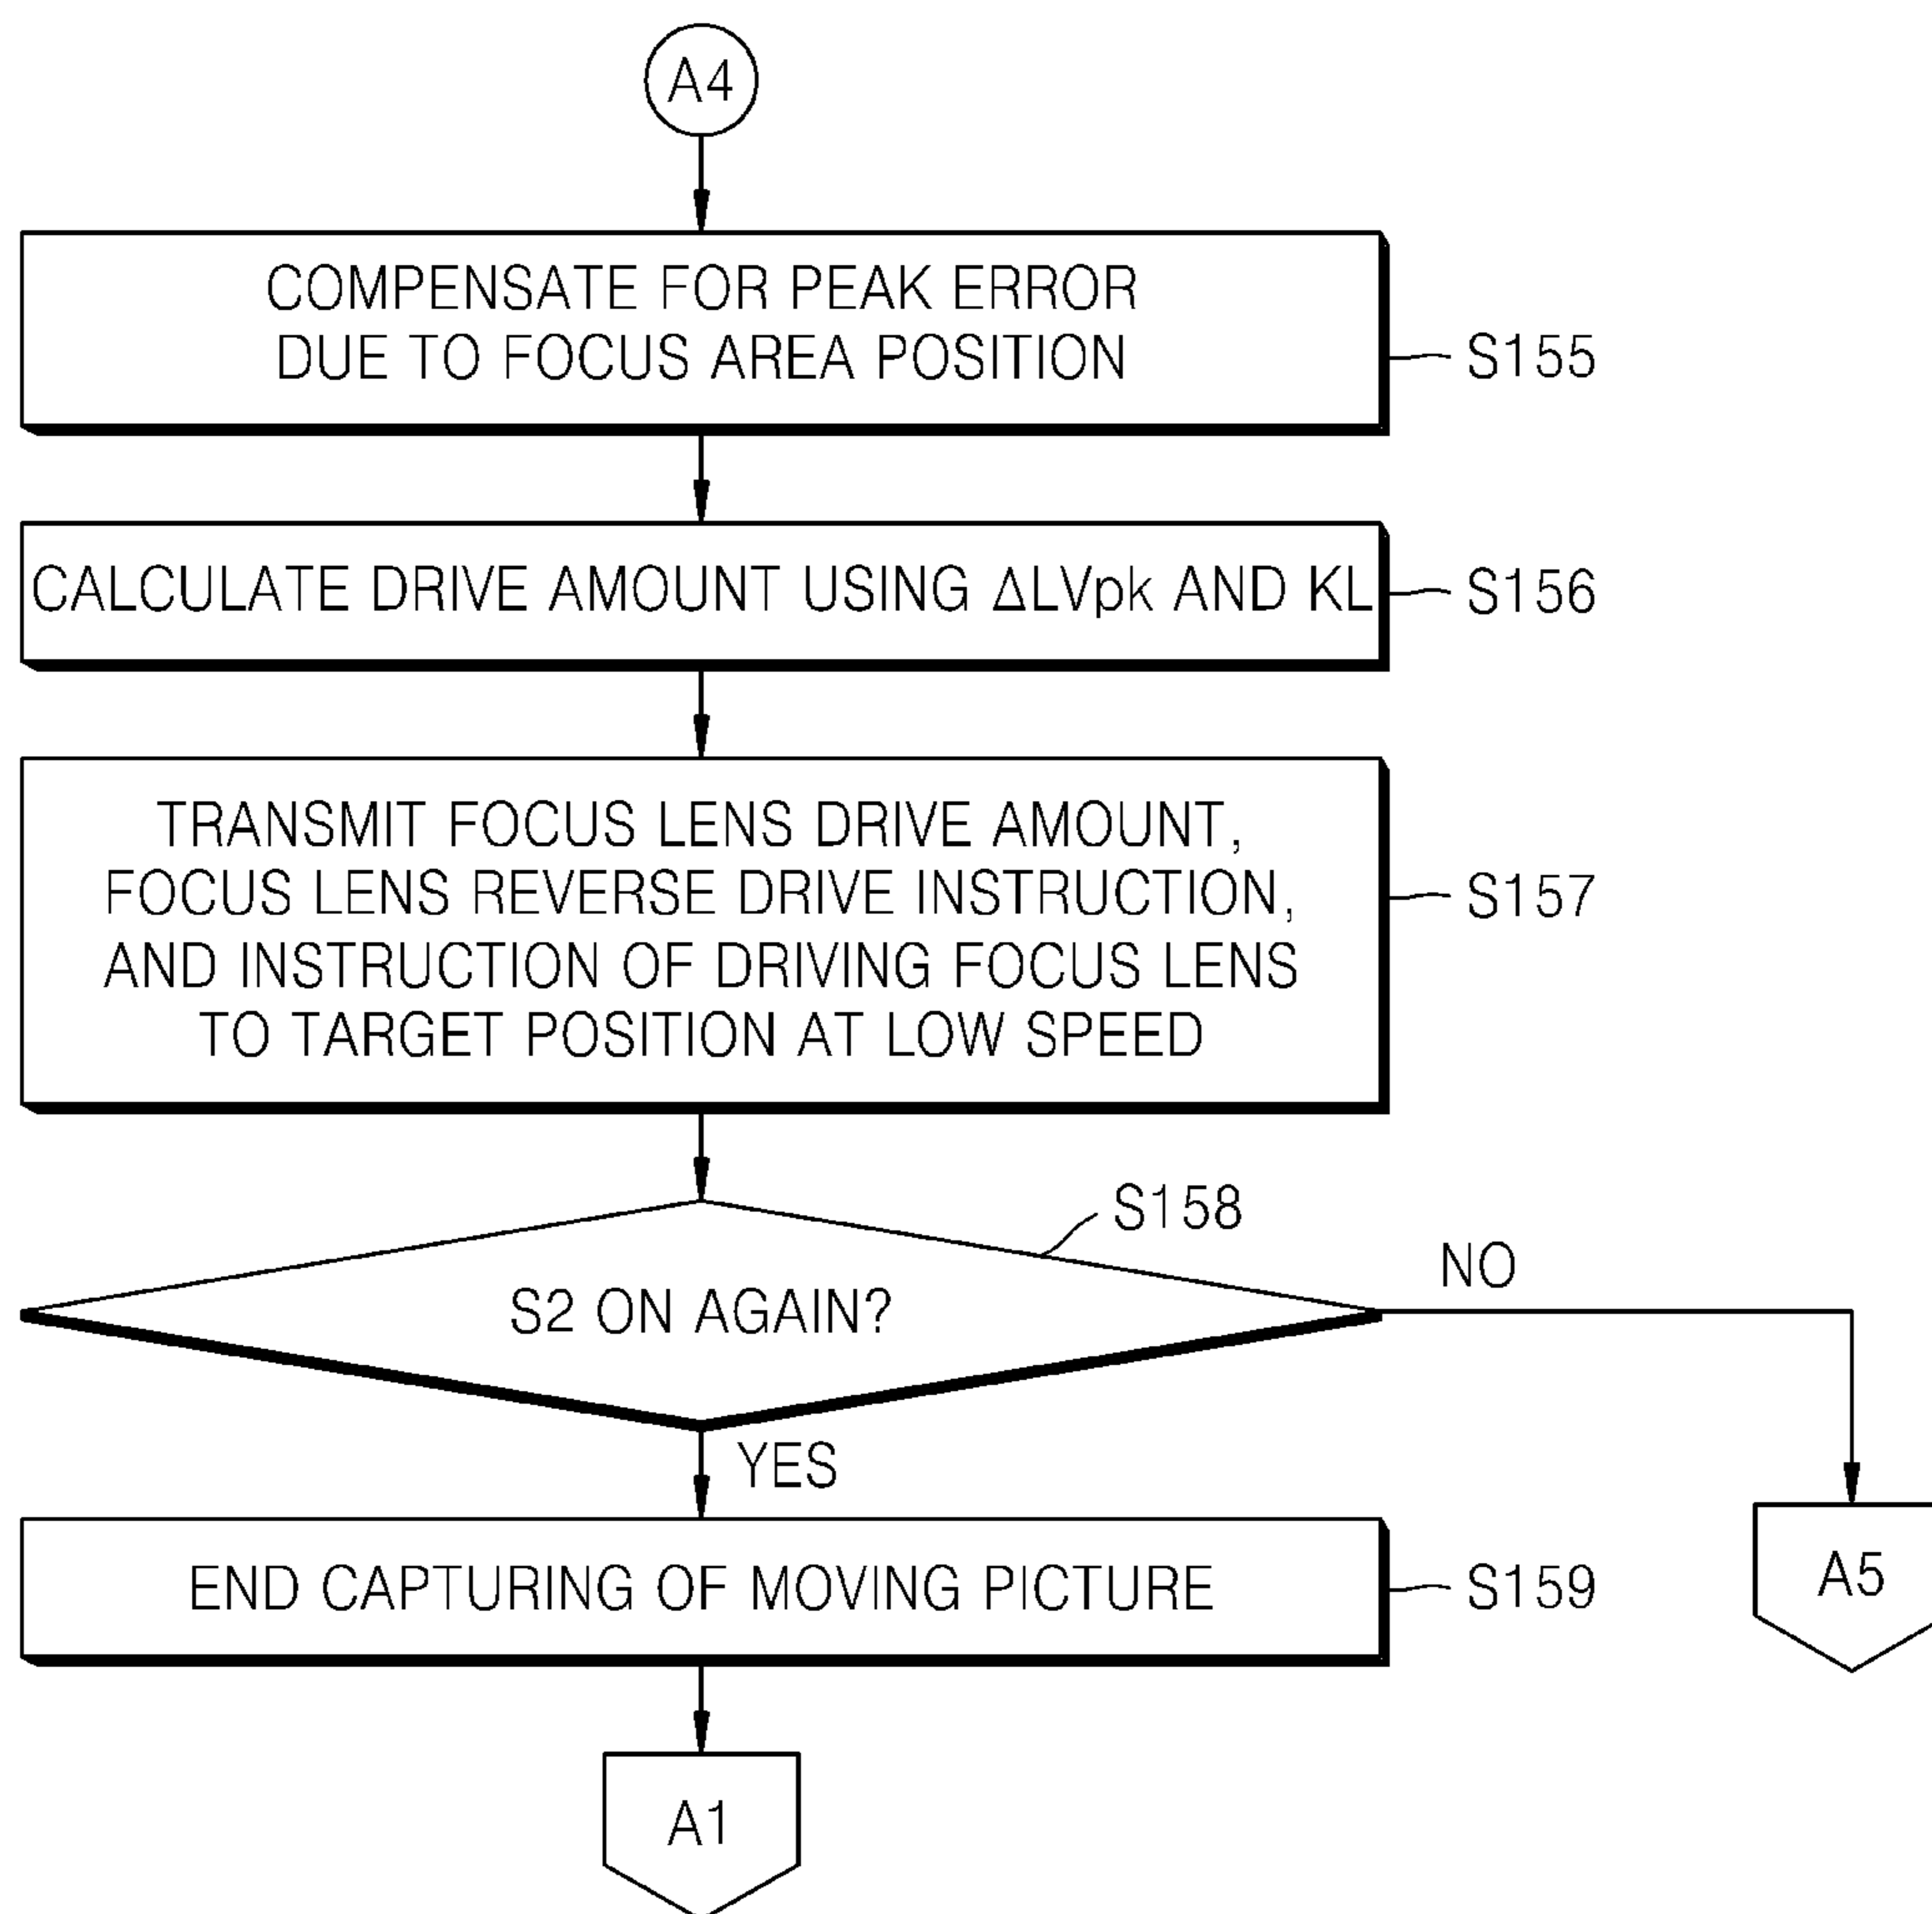 A4
COMPENSATE FOR PEAK ERROR
DUE TO FOCUS AREA POSITION
S155
CALCULATE DRIVE AMOUNT USING ΔLVpk AND KL
S156
TRANSMIT FOCUS LENS DRIVE AMOUNT,
FOCUS LENS REVERSE DRIVE INSTRUCTION,
AND INSTRUCTION OF DRIVING FOCUS LENS
TO TARGET POSITION AT LOW SPEED
S157
S158
S2 ON AGAIN?
NO
YES
END CAPTURING OF MOVING PICTURE
S159
A5
A1